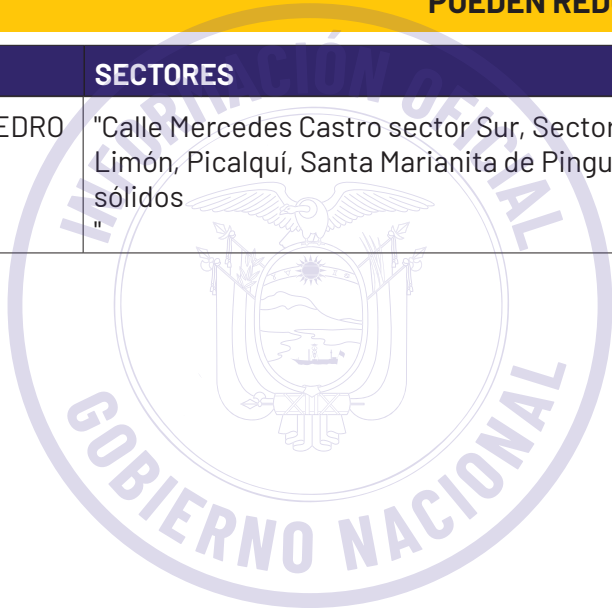 PUEDEN RED
SECTORES
EDRO
"Calle Mercedes Castro sector Sur, Sector
Limón, Picalquí, Santa Marianita de Pingu
sólidos
"
INFORMACIÓN OFICIAL
GOBIERNO NACIONAL